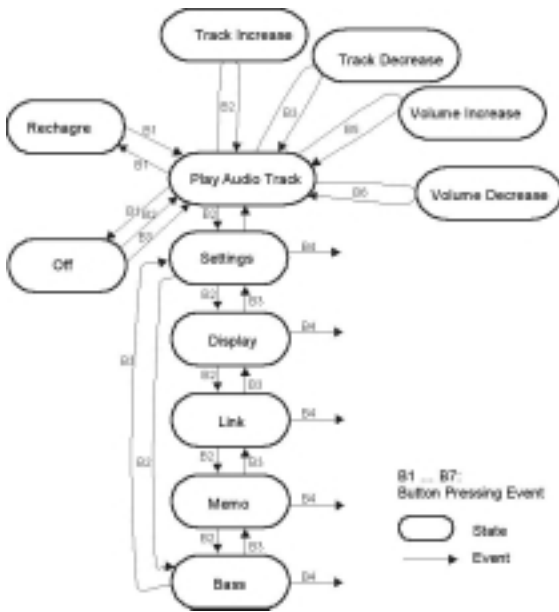 Track Increase
Track Decrease
B2
B3
Volume Increase
B5
Rechagre
B1
B1
Play Audio Track
B6
Volume Decrease
B1
B2
B3
B2
Off
Settings
B4
B2
B3
Display
B4
B3
B2
B3
Link
B4
B2
B2
B3
Memo
B4
B2
B3
Bass
B4
B1 ... B7:
Button Pressing Event
State
Event